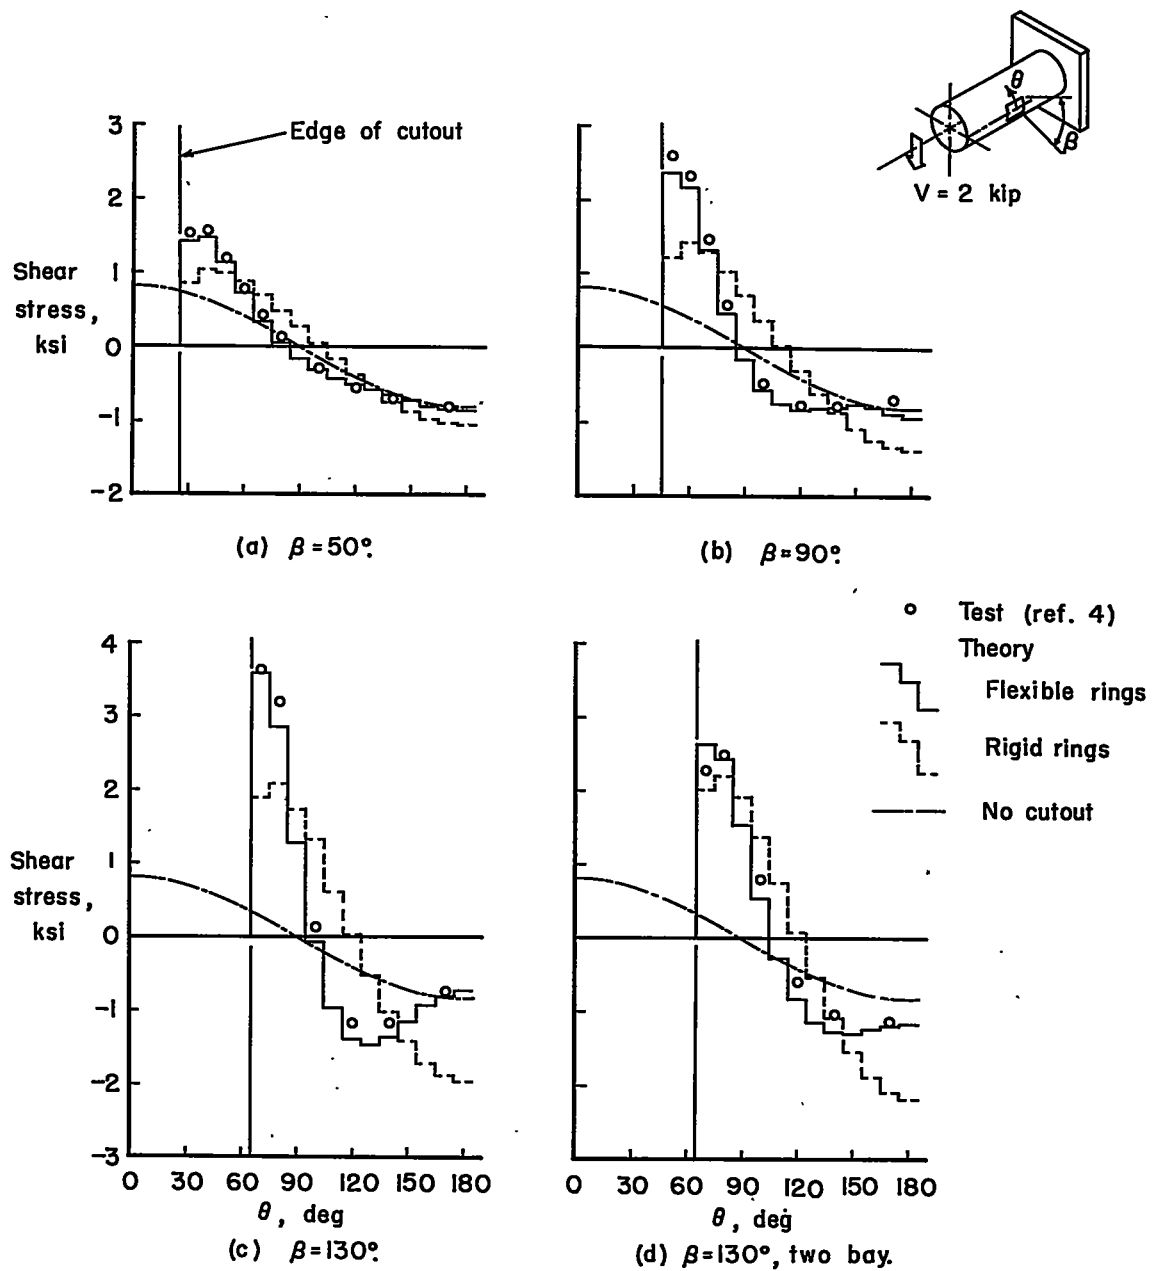 θ
β
V = 2 kip
3
2
1
0
-1
-2
Shear
stress,
ksi
Edge of cutout
(a) β = 50°.
(b) β = 90°.
Test (ref. 4)
Theory
Flexible rings
Rigid rings
No cutout
4
3
2
1
0
-1
-2
-3
Shear
stress,
ksi
0 30 60 90 120 150 180
θ, deg
(c) β = 130°.
0 30 60 90 120 150 180
θ, deg
(d) β = 130°, two bay.